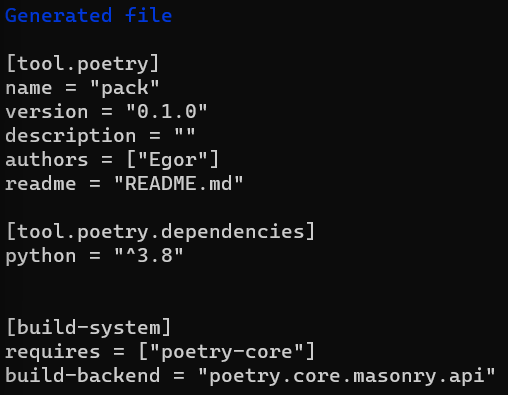 Generated file
[tool.poetry]
name = "pack"
version = "0.1.0"
description = ""
authors = ["Egor"]
readme = "README.md"
[tool.poetry.dependencies]
python = "^3.8"
[build-system]
requires = ["poetry-core"]
build-backend = "poetry.core.masonry.api"